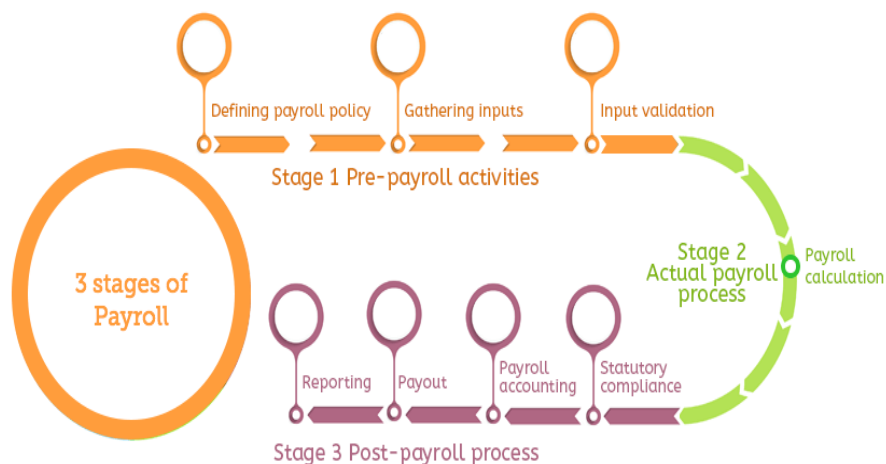 Defining payroll policy
Gathering inputs
Input validation
Stage 1 Pre-payroll activities
3 stages of
Payroll
Stage 2
Actual payroll
process
Payroll
calculation
Statutory
compliance
Payroll
accounting
Payout
Reporting
Stage 3 Post-payroll process